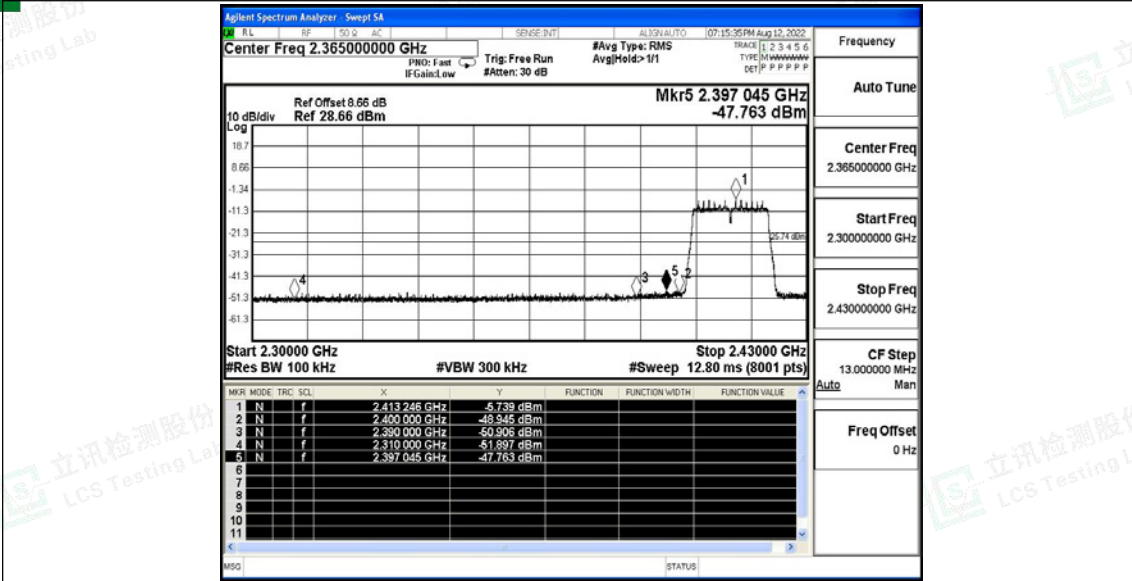 Agilent Spectrum Analyzer - Swept SA
RL RF 50 Ω AC SENSE:INT ALIGN AUTO 07:15:35 PM Aug 12, 2022
Center Freq 2.365000000 GHz
PNO: Fast
IFGain:Low
Trig: Free Run
#Atten: 30 dB
#Avg Type: RMS
Avg|Hold:> 1/1
TRACE 1 2 3 4 5 6
TYPE M
DET P P P P P P
Ref Offset 8.66 dB
Ref 28.66 dBm
10 dB/div
Log
Mkr5 2.397 045 GHz
-47.763 dBm
18.7
8.66
-1.34
-11.3
-21.3
-31.3
-41.3
-51.3
-61.3
1
2
3
4
5
-25.74 dBm
Start 2.30000 GHz
Stop 2.43000 GHz
#Res BW 100 kHz
#VBW 300 kHz
#Sweep 12.80 ms (8001 pts)
MKR MODE TRC SCL X Y FUNCTION FUNCTION WIDTH FUNCTION VALUE
1 N f 2.413 246 GHz -5.739 dBm
2 N f 2.400 000 GHz -48.945 dBm
3 N f 2.390 000 GHz -50.906 dBm
4 N f 2.310 000 GHz -51.897 dBm
5 N f 2.397 045 GHz -47.763 dBm
6
7
8
9
10
11
MSG
STATUS
Frequency
Auto Tune
Center Freq
2.365000000 GHz
Start Freq
2.300000000 GHz
Stop Freq
2.430000000 GHz
CF Step
13.000000 MHz
Auto Man
Freq Offset
0 Hz
立讯检测股份
LCS Testing Lab
立讯检测股份
LCS Testing